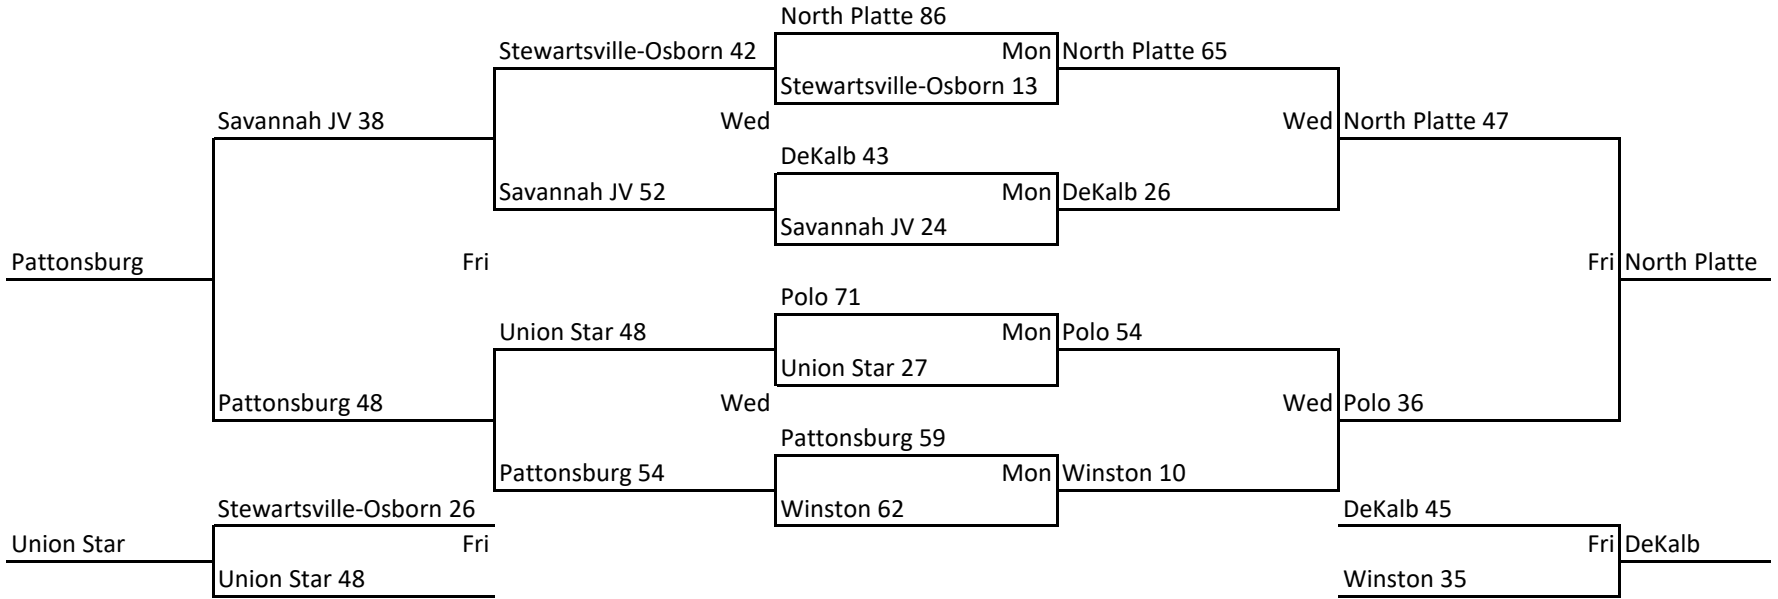 North Platte 86
Stewartsville-Osborn 42
Mon
North Platte 65
Stewartsville-Osborn 13
Savannah JV 38
Wed
Wed
North Platte 47
DeKalb 43
Savannah JV 52
Mon
DeKalb 26
Savannah JV 24
Pattonsburg
Fri
Fri
North Platte
Polo 71
Union Star 48
Mon
Polo 54
Union Star 27
Pattonsburg 48
Wed
Wed
Polo 36
Pattonsburg 59
Pattonsburg 54
Mon
Winston 10
Stewartsville-Osborn 26
Winston 62
DeKalb 45
Union Star
Fri
Fri
DeKalb
Union Star 48
Winston 35